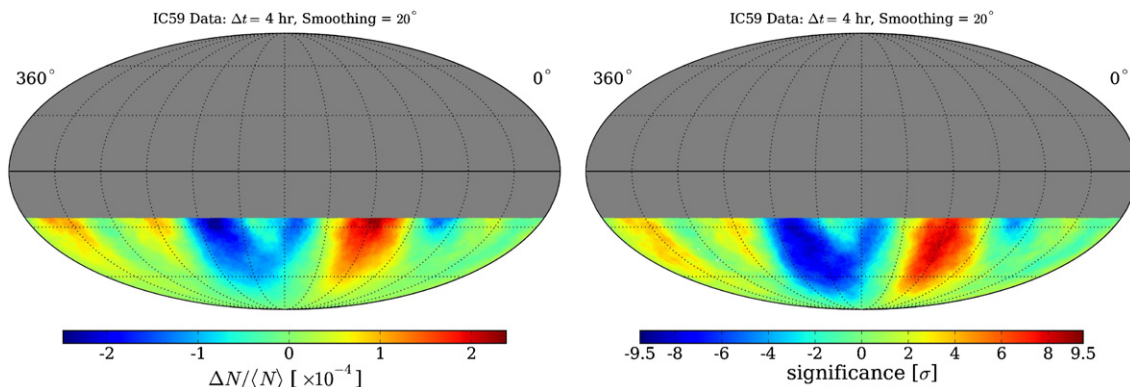 IC59 Data: Δt = 4 hr, Smoothing = 20°
360°
0°
-2 -1 0 1 2
ΔN/⟨N⟩ [ ×10⁻⁴]
IC59 Data: Δt = 4 hr, Smoothing = 20°
360°
0°
-9.5 -8 -6 -4 -2 0 2 4 6 8 9.5
significance [σ]